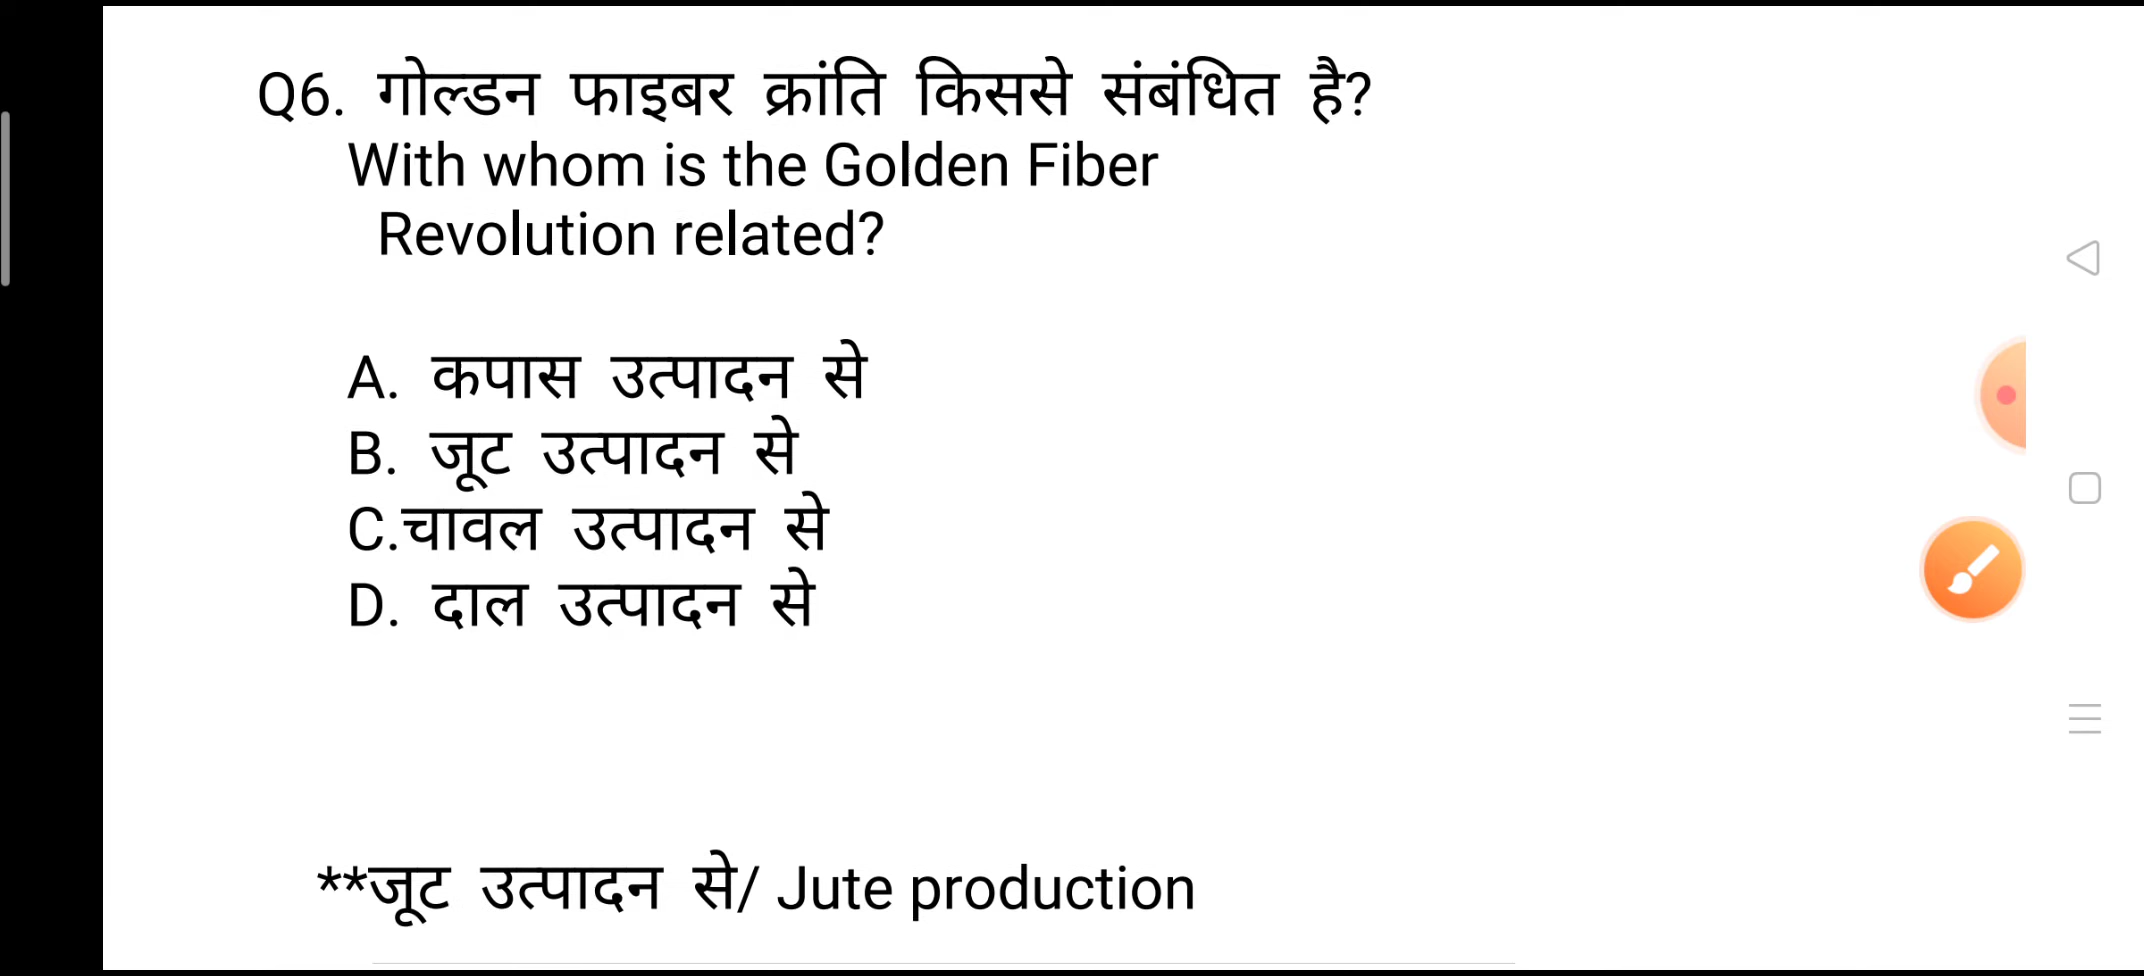 Q6. गोल्डन फाइबर क्रांति किससे संबंधित है?
With whom is the Golden Fiber
Revolution related?
A. कपास उत्पादन से
B. जूट उत्पादन से
C.चावल उत्पादन से
D. दाल उत्पादन से
**जूट उत्पादन से/ Jute production